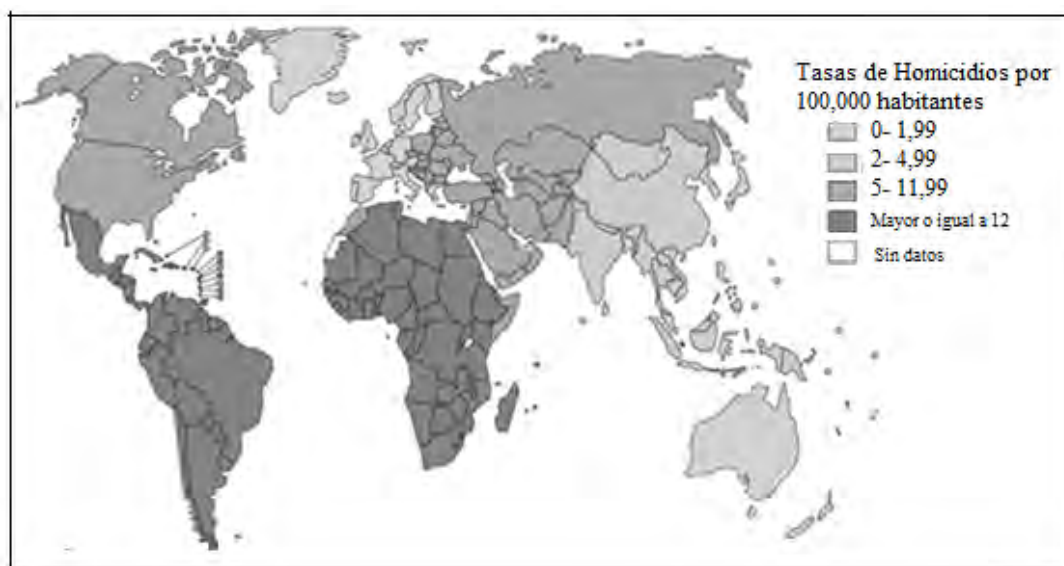 Tasas de Homicidios por
100,000 habitantes
0- 1,99
2- 4,99
5- 11,99
Mayor o igual a 12
Sin datos